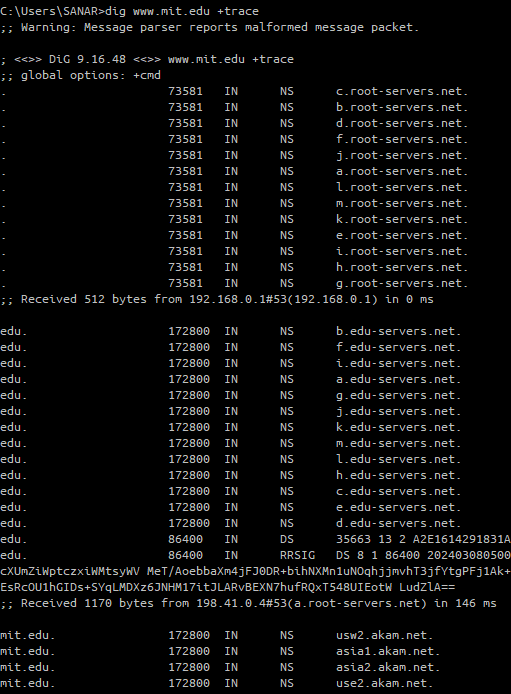 C:\Users\SANAR>dig www.mit.edu +trace
;; Warning: Message parser reports malformed message packet.
; <<>> DiG 9.16.48 <<>> www.mit.edu +trace
;; global options: +cmd
. 73581 IN NS c.root-servers.net.
. 73581 IN NS b.root-servers.net.
. 73581 IN NS d.root-servers.net.
. 73581 IN NS f.root-servers.net.
. 73581 IN NS j.root-servers.net.
. 73581 IN NS a.root-servers.net.
. 73581 IN NS l.root-servers.net.
. 73581 IN NS m.root-servers.net.
. 73581 IN NS k.root-servers.net.
. 73581 IN NS e.root-servers.net.
. 73581 IN NS i.root-servers.net.
. 73581 IN NS h.root-servers.net.
. 73581 IN NS g.root-servers.net.
;; Received 512 bytes from 192.168.0.1#53(192.168.0.1) in 0 ms
edu. 172800 IN NS b.edu-servers.net.
edu. 172800 IN NS f.edu-servers.net.
edu. 172800 IN NS i.edu-servers.net.
edu. 172800 IN NS a.edu-servers.net.
edu. 172800 IN NS g.edu-servers.net.
edu. 172800 IN NS j.edu-servers.net.
edu. 172800 IN NS k.edu-servers.net.
edu. 172800 IN NS m.edu-servers.net.
edu. 172800 IN NS l.edu-servers.net.
edu. 172800 IN NS h.edu-servers.net.
edu. 172800 IN NS c.edu-servers.net.
edu. 172800 IN NS e.edu-servers.net.
edu. 172800 IN NS d.edu-servers.net.
edu. 86400 IN DS 35663 13 2 A2E1614291831A
edu. 86400 IN RRSIG DS 8 1 86400 202403080500
cXUmZiWptczxiWMtsyWV MeT/AoebbaXm4jFJ0DR+bihNXMn1uNOqhjjmvhT3jfYtgPFj1Ak+
EsRcOU1hGIDs+SYqLMDXz6JNHM17itJLARvBEXN7hufRQxT548UIEotW LudZlA==
;; Received 1170 bytes from 198.41.0.4#53(a.root-servers.net) in 146 ms
mit.edu. 172800 IN NS usw2.akam.net.
mit.edu. 172800 IN NS asia1.akam.net.
mit.edu. 172800 IN NS asia2.akam.net.
mit.edu. 172800 IN NS use2.akam.net.